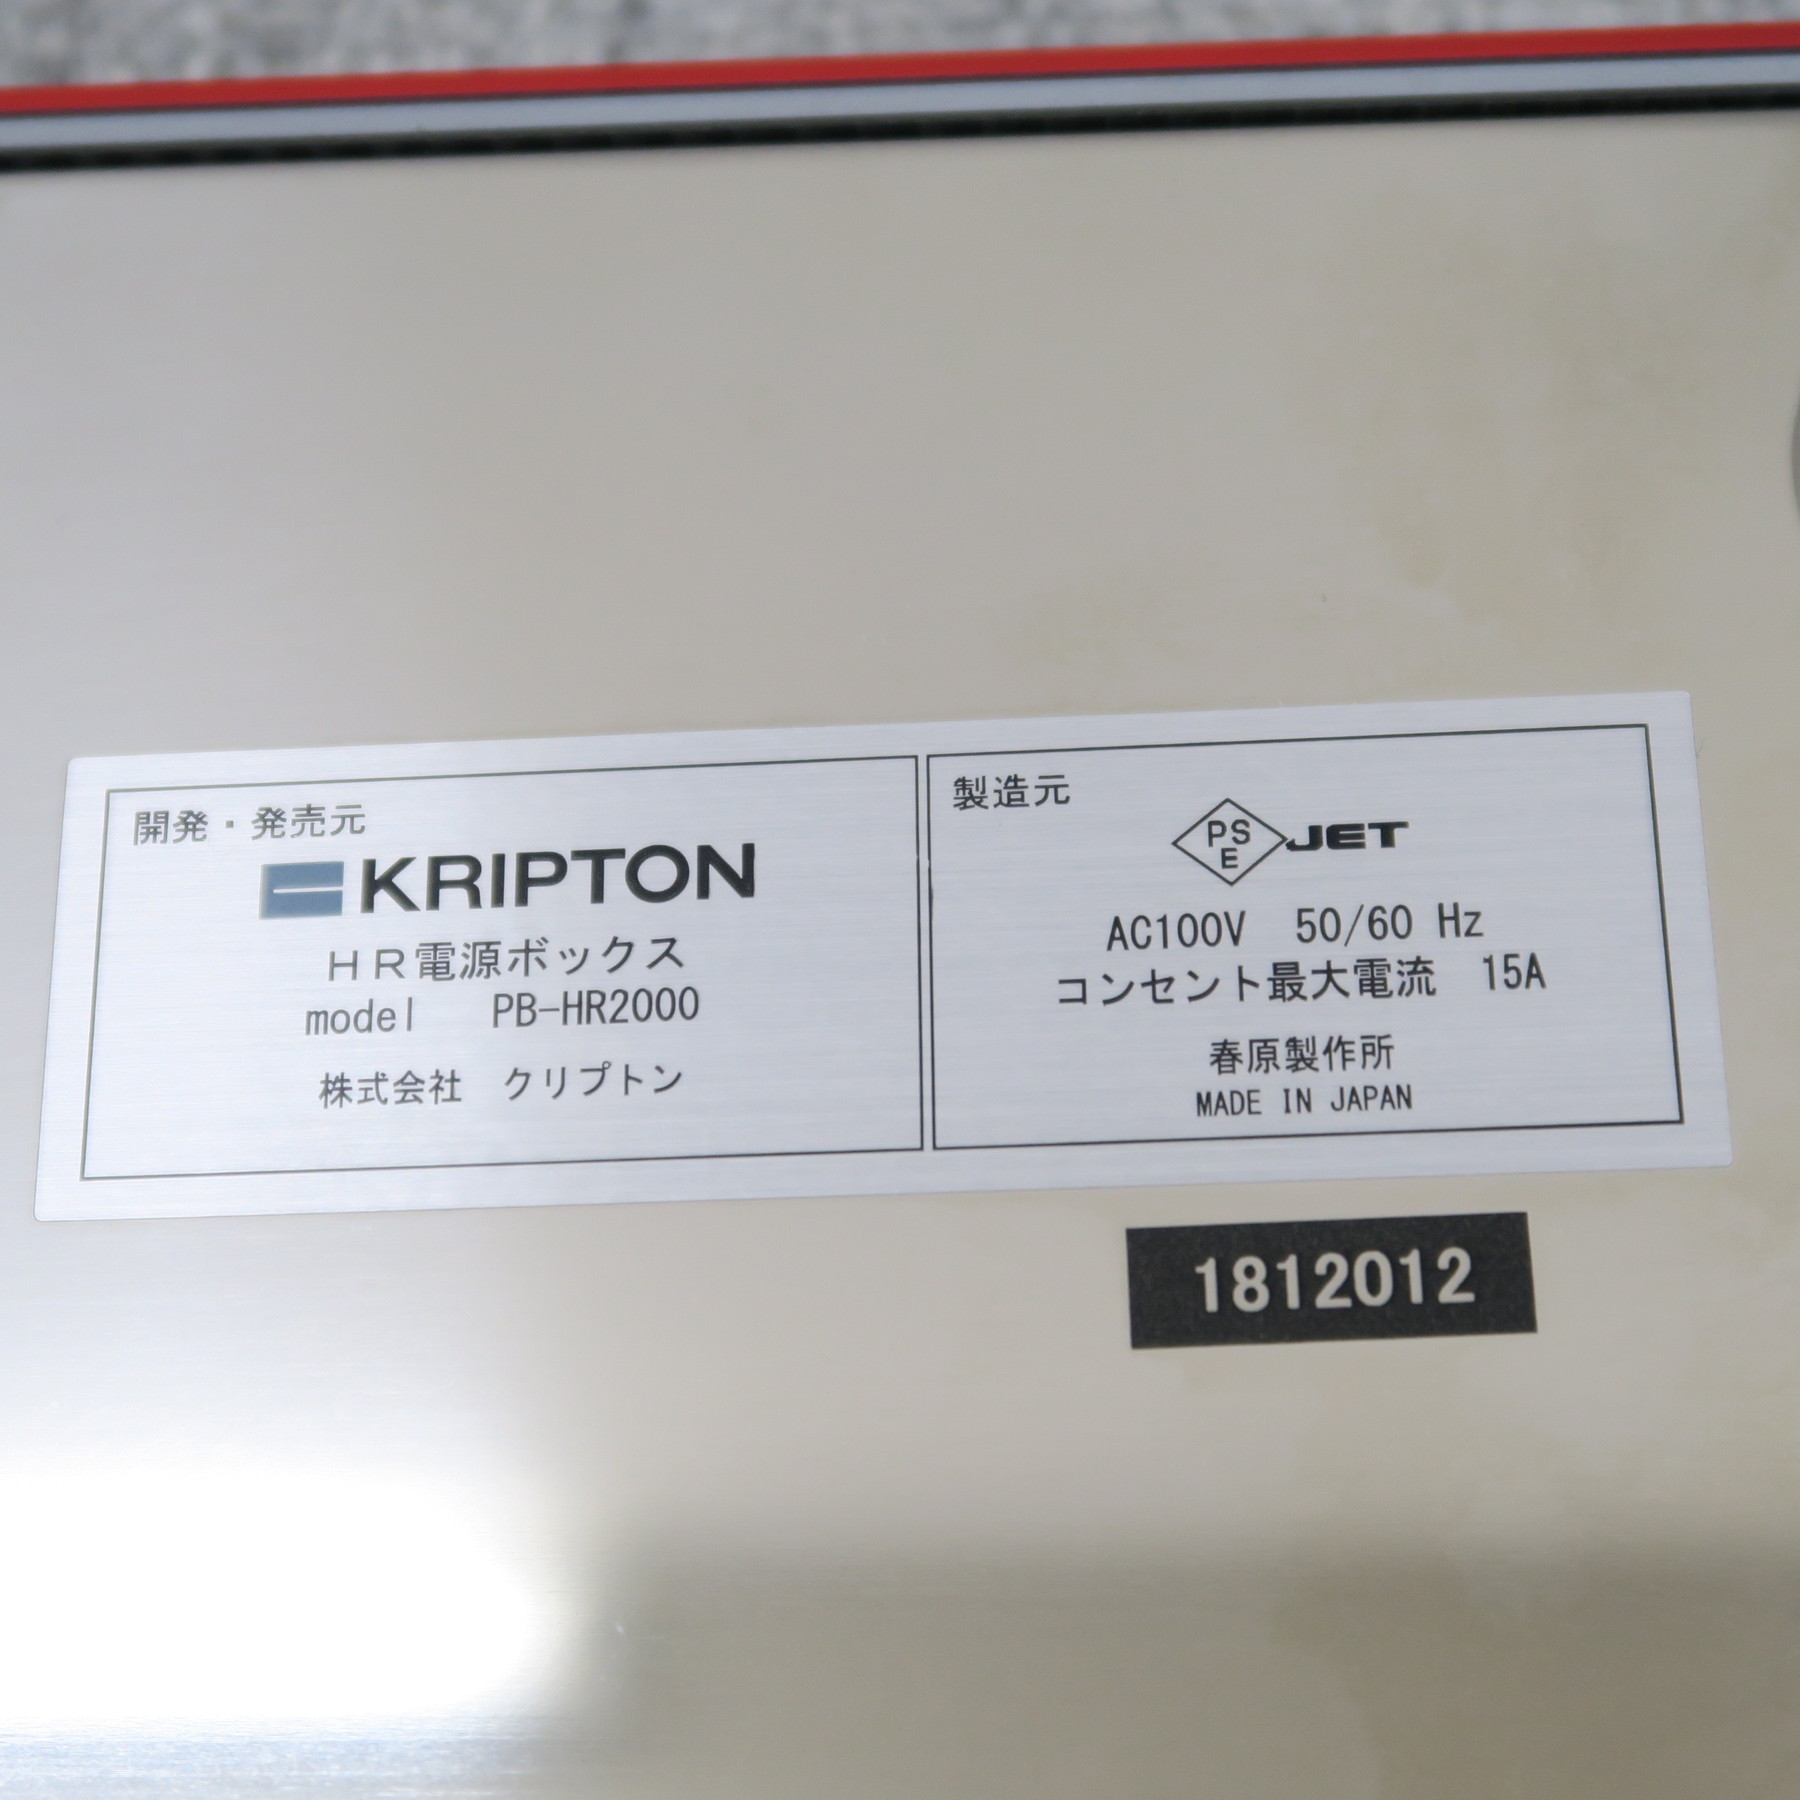 開発・発売元
KRIPTON
HR電源ボックス
model PB-HR2000
株式会社 クリプトン
製造元
PSE JET
AC100V 50/60 Hz
コンセント最大電流 15A
春原製作所
MADE IN JAPAN
1812012